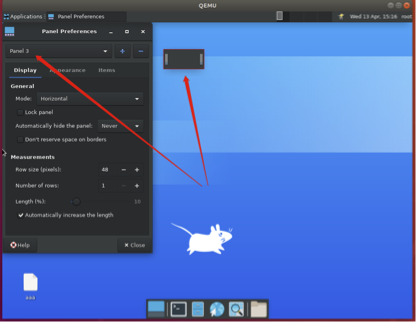 QEMU
Applications
Panel Preferences
Wed 13 Apr, 15:16
root
Panel Preferences
Panel 3
Display
Appearance
Items
General
Mode:
Horizontal
Lock panel
Automatically hide the panel:
Never
Don't reserve space on borders
Measurements
Row size (pixels):
48
Number of rows:
1
Length (%):
10
Automatically increase the length
Help
Close